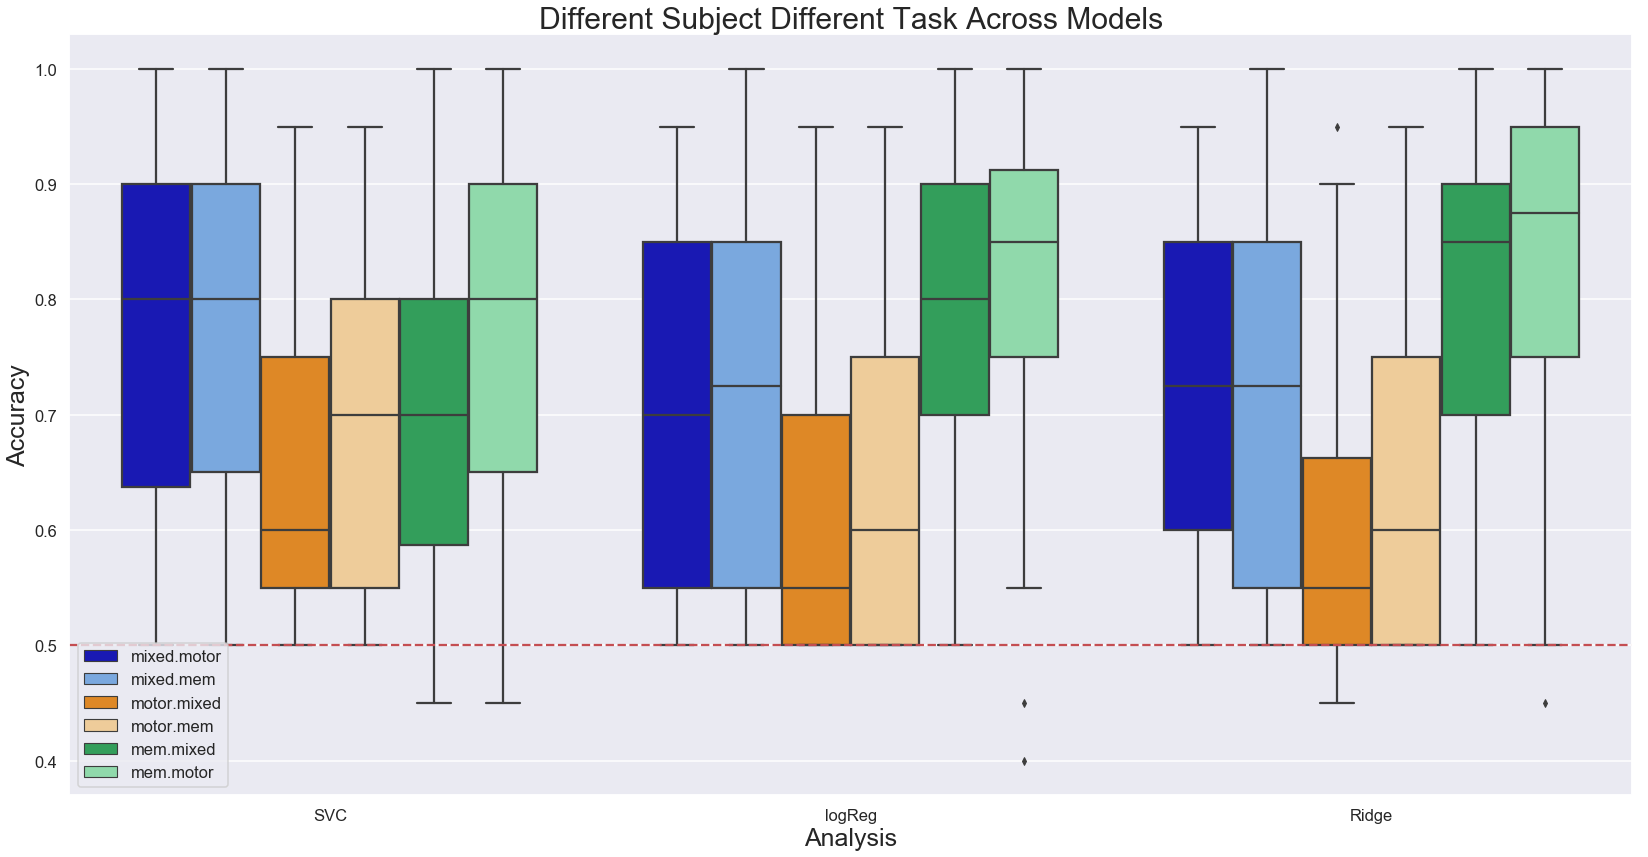 Different Subject Different Task Across Models
1.0
0.9
0.8
0.7
0.6
0.5
0.4
Accuracy
mixed.motor
mixed.mem
motor.mixed
motor.mem
mem.mixed
mem.motor
SVC
logReg
Ridge
Analysis